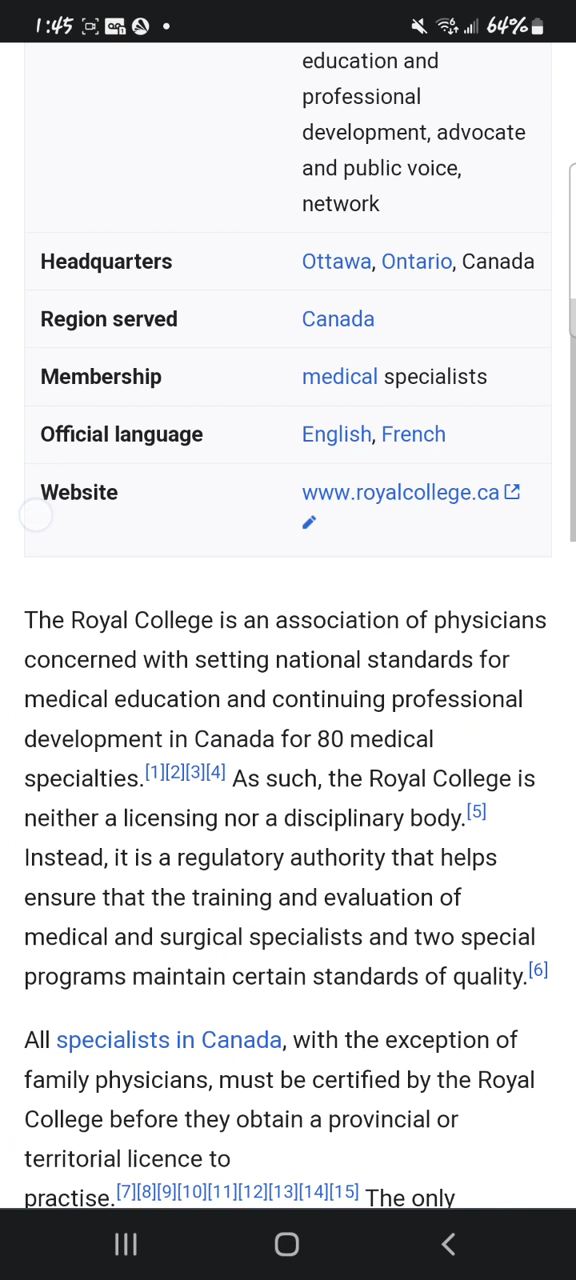 1:45
64%
education and
professional
development, advocate
and public voice,
network
Headquarters Ottawa, Ontario, Canada
Region served Canada
Membership medical specialists
Official language English, French
Website www.royalcollege.ca
The Royal College is an association of physicians
concerned with setting national standards for
medical education and continuing professional
development in Canada for 80 medical
specialties.[1][2][3][4] As such, the Royal College is
neither a licensing nor a disciplinary body.[5]
Instead, it is a regulatory authority that helps
ensure that the training and evaluation of
medical and surgical specialists and two special
programs maintain certain standards of quality.[6]
All specialists in Canada, with the exception of
family physicians, must be certified by the Royal
College before they obtain a provincial or
territorial licence to
practise.[7][8][9][10][11][12][13][14][15] The only